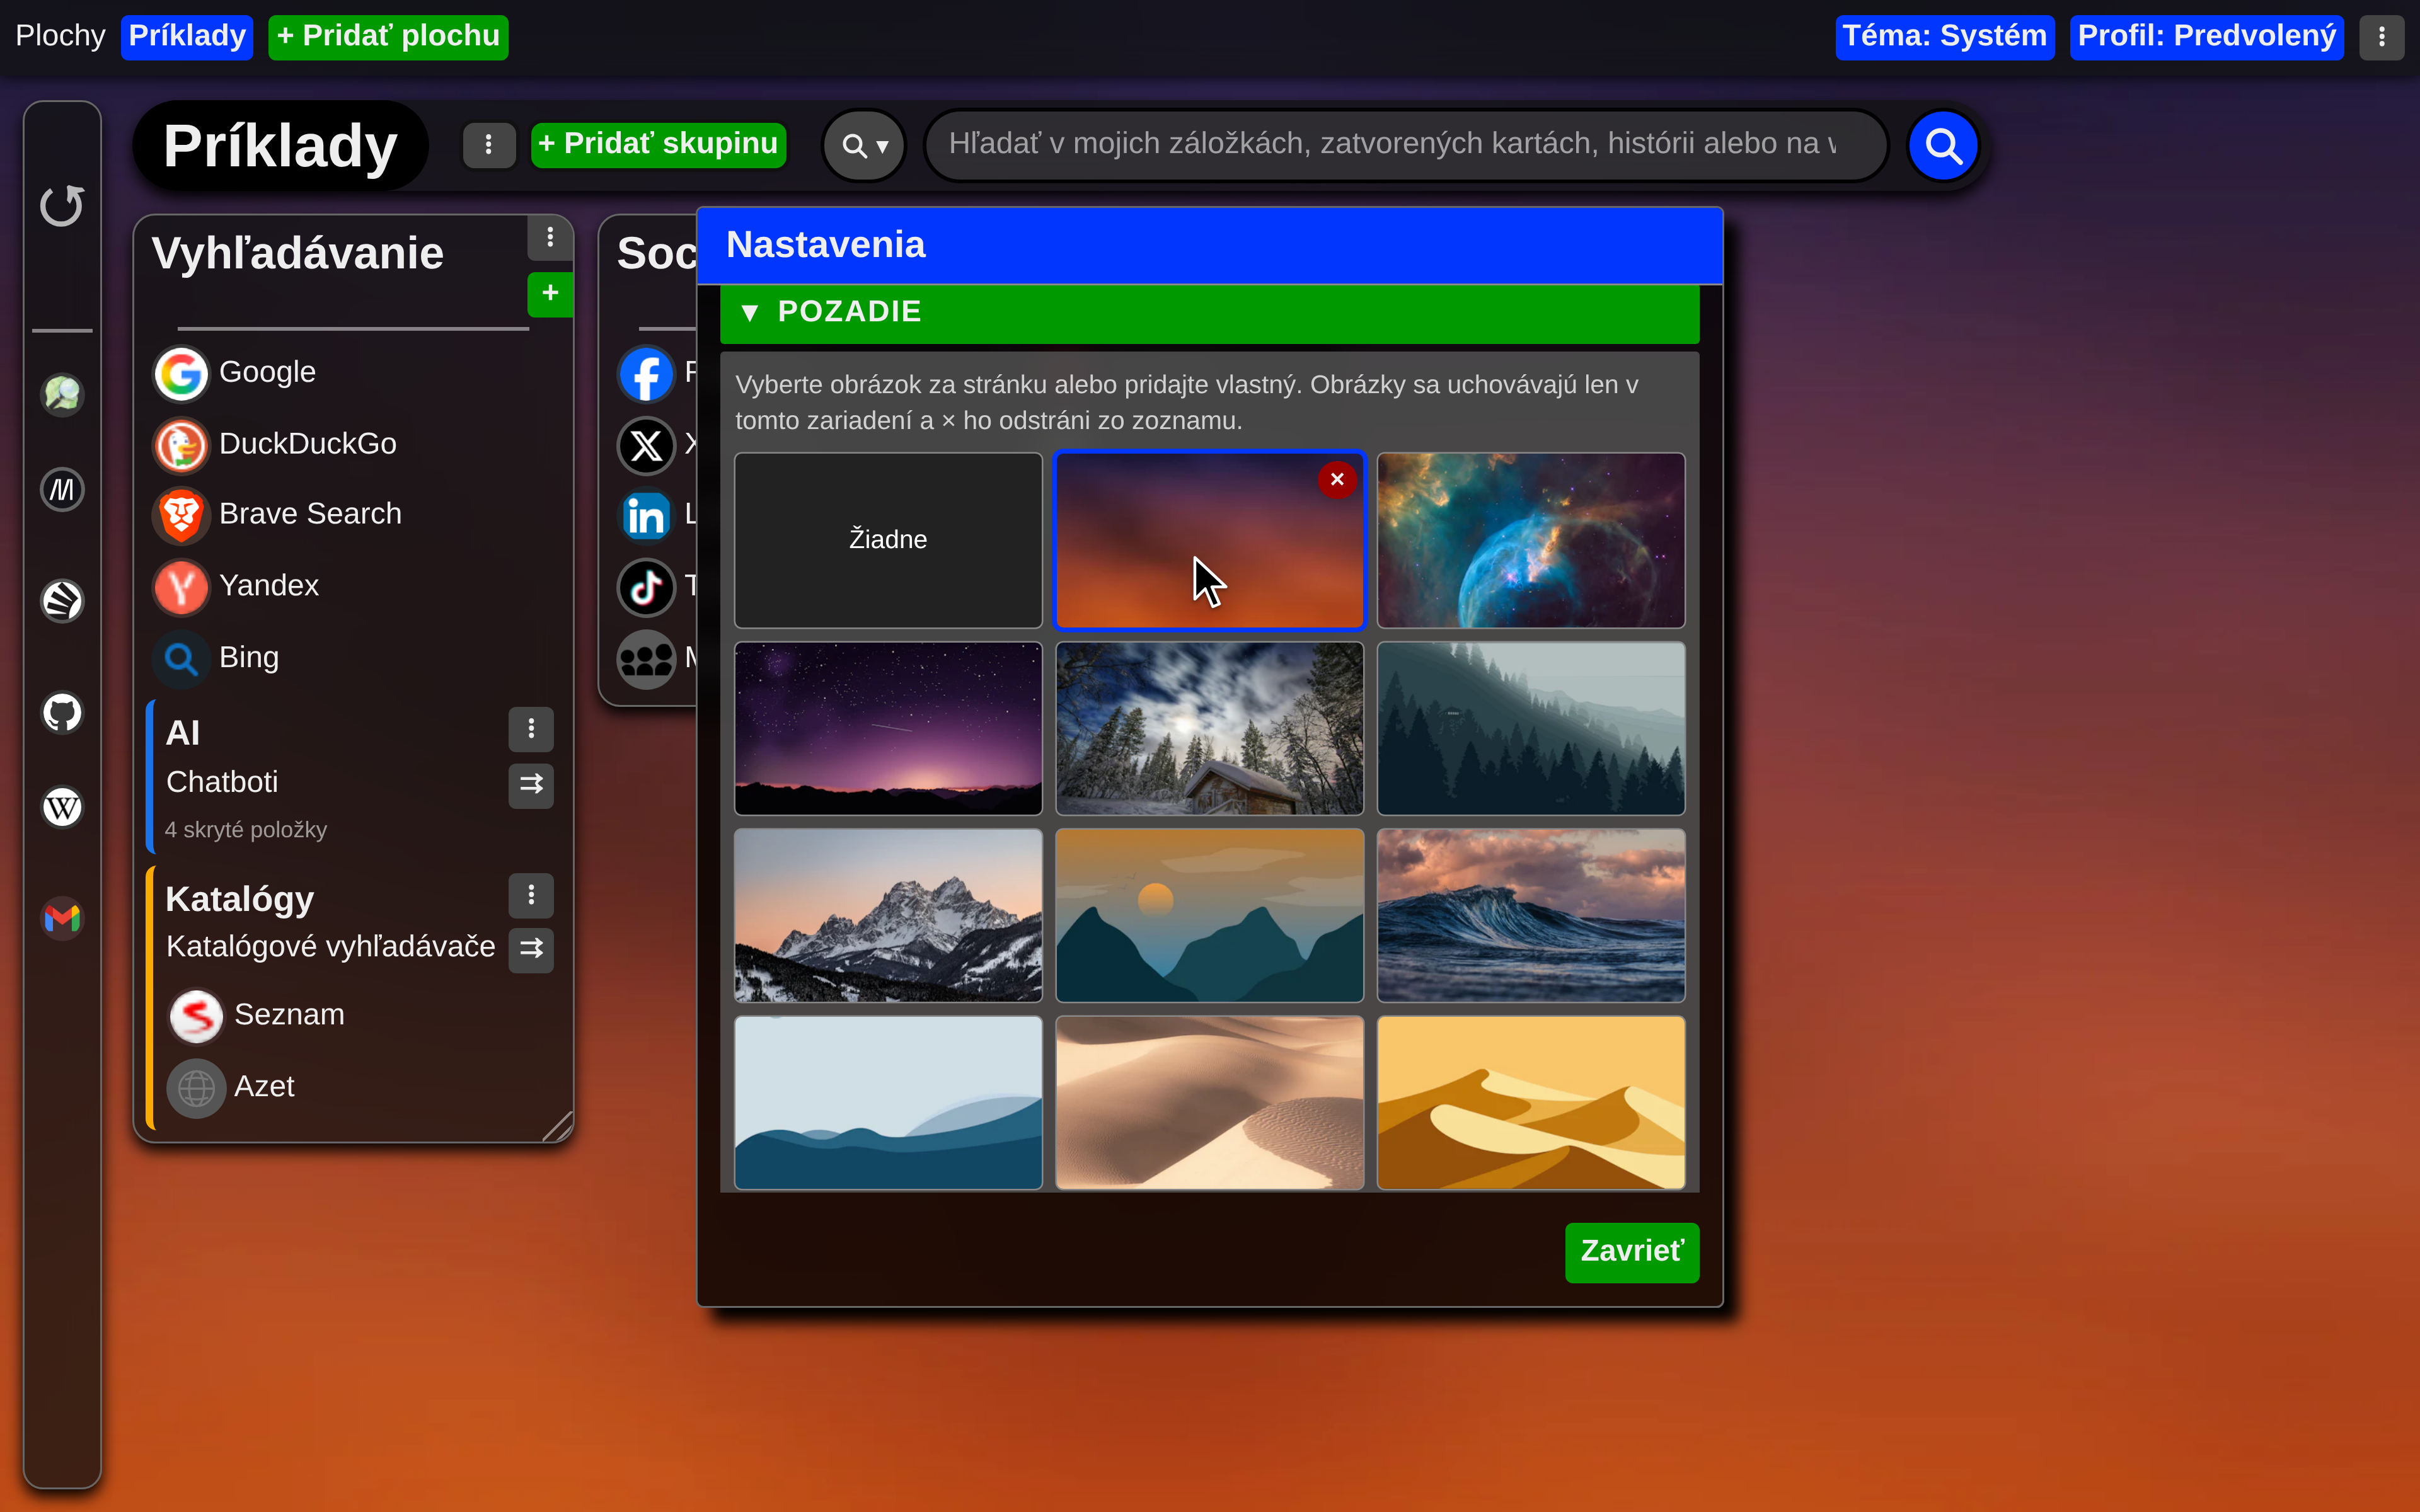 Plochy Príklady + Pridať plochu Téma: Systém Profil: Predvolený
Príklady + Pridať skupinu Hľadať v mojich záložkách, zatvorených kartách, histórii alebo na
Vyhľadávanie
Google
DuckDuckGo
Brave Search
Yandex
Bing
AI
Chatboti
4 skryté položky
Katalógy
Katalógové vyhľadávače
Seznam
Azet
Soc
Nastavenia
▼ POZADIE
Vyberte obrázok za stránku alebo pridajte vlastný. Obrázky sa uchovávajú len v
tomto zariadení a × ho odstráni zo zoznamu.
Žiadne
Zavrieť